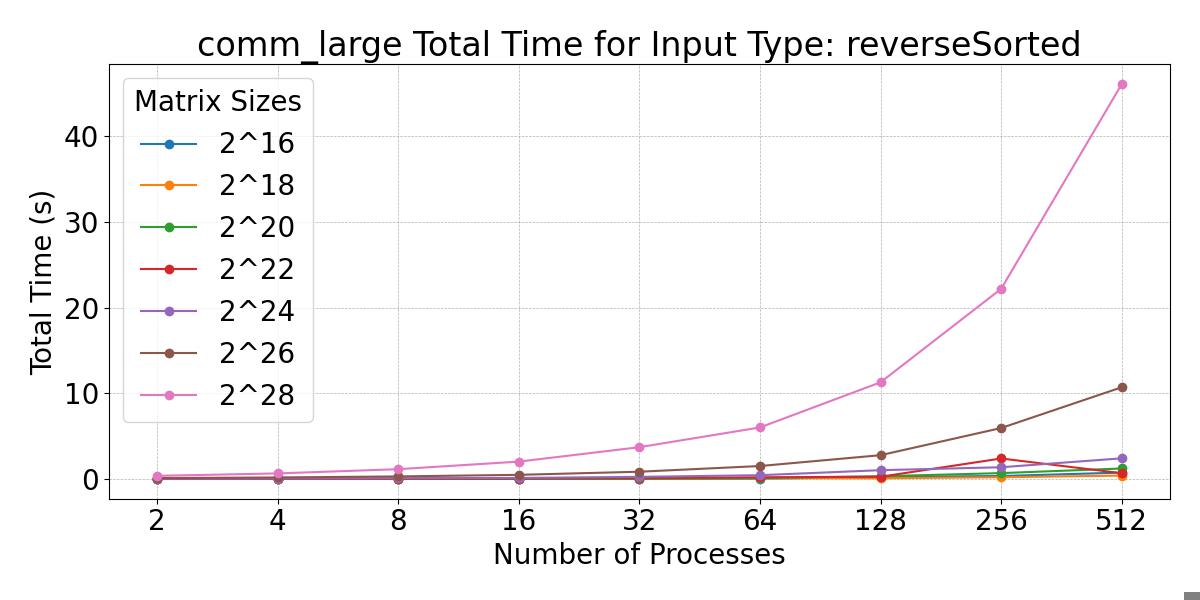 comm_large Total Time for Input Type: reverseSorted
Matrix Sizes
2^16
2^18
2^20
2^22
2^24
2^26
2^28
Total Time (s)
40
30
20
10
0
2 4 8 16 32 64 128 256 512
Number of Processes